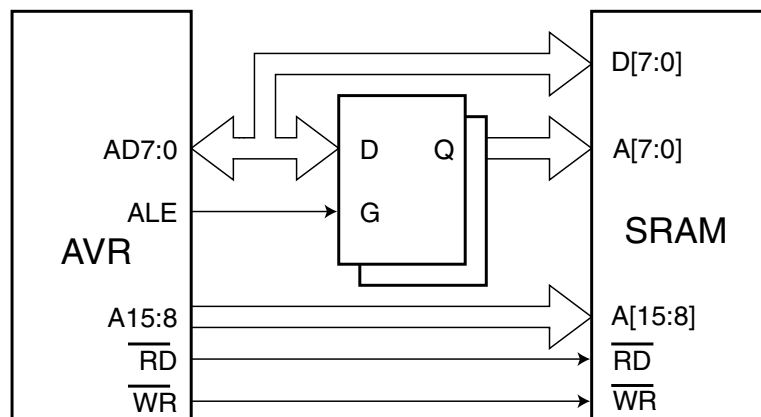 D[7:0]
AD7:0
D
Q
A[7:0]
ALE
G
AVR
SRAM
A15:8
A[15:8]
RD
RD
WR
WR